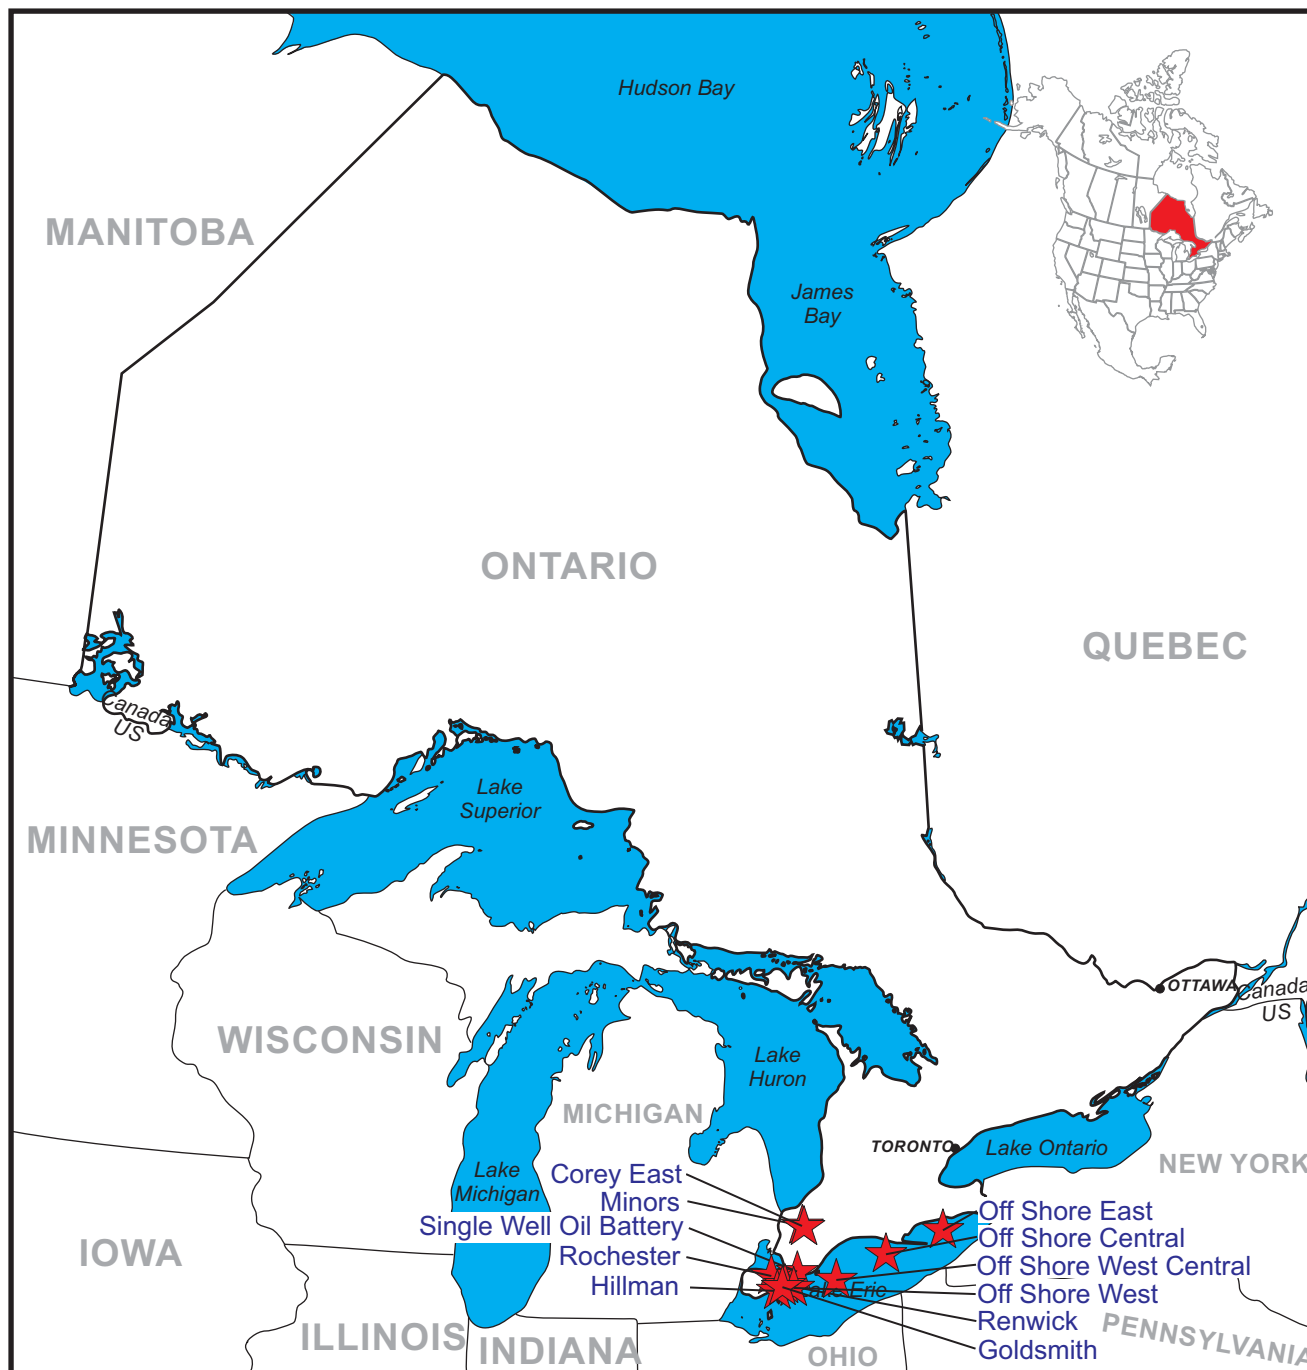 Hudson Bay
MANITOBA
James
Bay
ONTARIO
QUEBEC
Canada
US
Lake
Superior
MINNESOTA
OTTAWA
Canada
US
WISCONSIN
Lake
Huron
MICHIGAN
TORONTO
Lake Ontario
NEW YORK
Lake
Michigan
Corey East
Minors
Single Well Oil Battery
Rochester
Hillman
IOWA
Off Shore East
Off Shore Central
Off Shore West Central
Off Shore West
Renwick
Goldsmith
Lake Erie
ILLINOIS
INDIANA
OHIO
PENNSYLVANIA